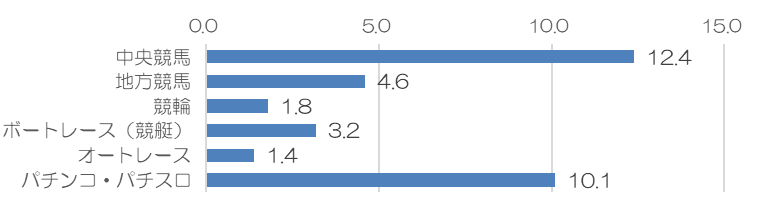 0.0 5.0 10.0 15.0
中央競馬 12.4
地方競馬 4.6
競輪 1.8
ボートレース（競艇） 3.2
オートレース 1.4
パチンコ・パチスロ 10.1